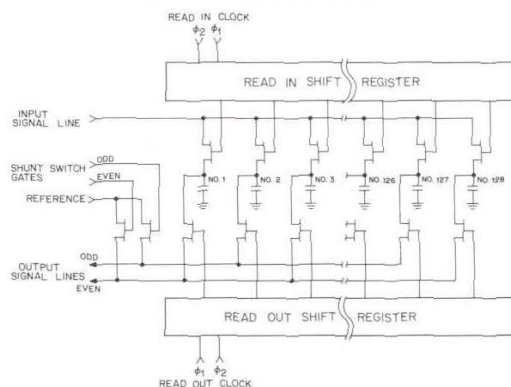 READ IN CLOCK
ϕ2 ϕ1
READ IN SHIFT REGISTER
INPUT
SIGNAL LINE
SHUNT SWITCH
GATES
ODD
EVEN
REFERENCE
NO. 1
NO. 2
NO. 3
NO. 126
NO. 127
NO. 128
OUTPUT
SIGNAL LINES
ODD
EVEN
READ OUT SHIFT REGISTER
ϕ1 ϕ2
READ OUT CLOCK